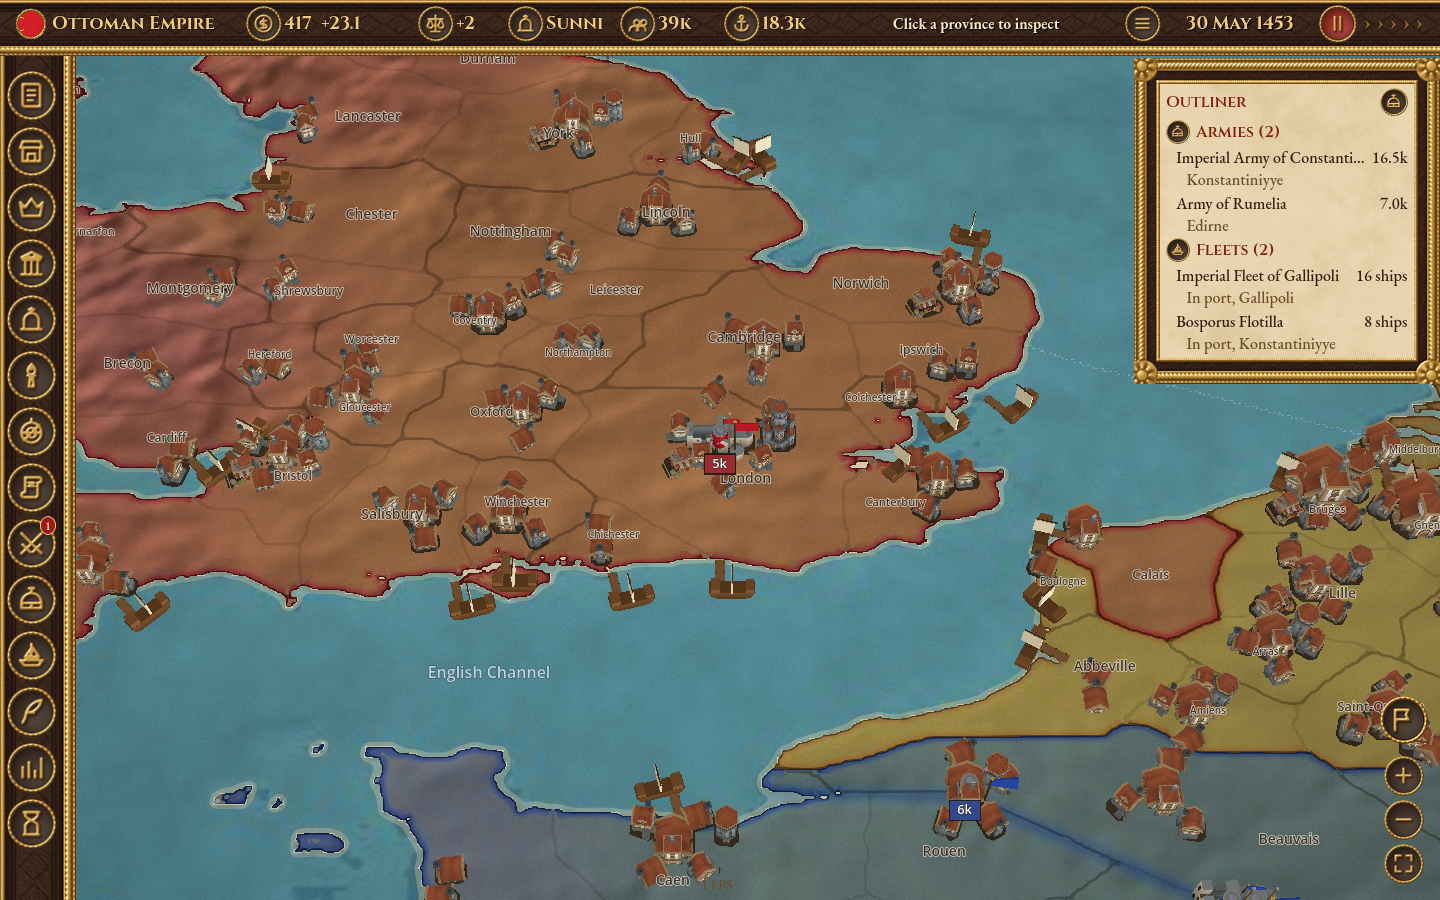 Ottoman Empire
417 +23.1
+2
Sunni
39k
18.3k
Click a province to inspect
30 May 1453
Outliner
Armies (2)
Imperial Army of Constanti... 16.5k
Konstantiniyye
Army of Rumelia 7.0k
Edirne
Fleets (2)
Imperial Fleet of Gallipoli 16 ships
In port, Gallipoli
Bosporus Flotilla 8 ships
In port, Konstantiniyye
1
Durham
Lancaster
York
Hull
Chester
Lincoln
Nottingham
Norwich
Montgomery
Shrewsbury
Leicester
Coventry
Worcester
Hereford
Northampton
Cambridge
Ipswich
Brecon
Gloucester
Oxford
Colchester
Cardiff
Bristol
5k
London
Middelburg
Salisbury
Winchester
Canterbury
Chichester
Bruges
Boulogne
Calais
Lille
Arras
Abbeville
English Channel
Amiens
6k
Rouen
Beauvais
Caen